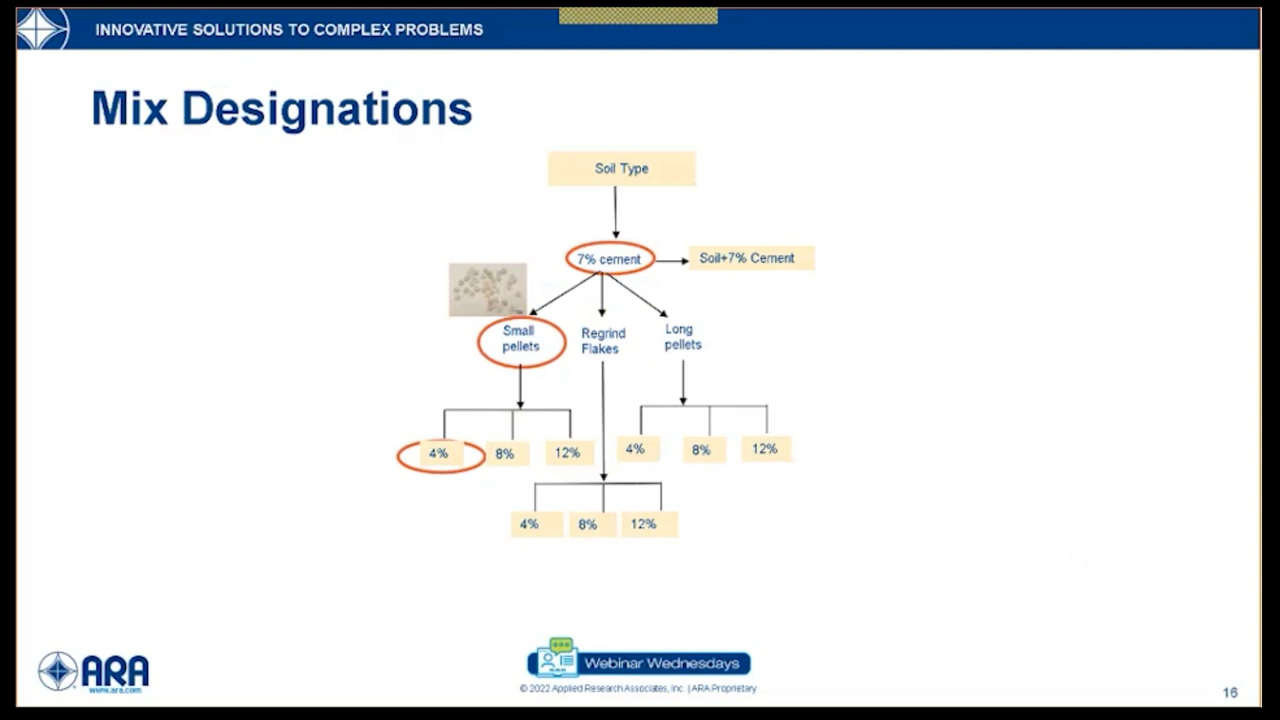 INNOVATIVE SOLUTIONS TO COMPLEX PROBLEMS
Mix Designations
Soil Type
7% cement
Soil+7% Cement
Small
pellets
Regrind
Flakes
Long
pellets
4%
8%
12%
4%
8%
12%
4%
8%
12%
ARA
www.ara.com
Webinar Wednesdays
© 2022 Applied Research Associates, Inc. | ARA Proprietary
16